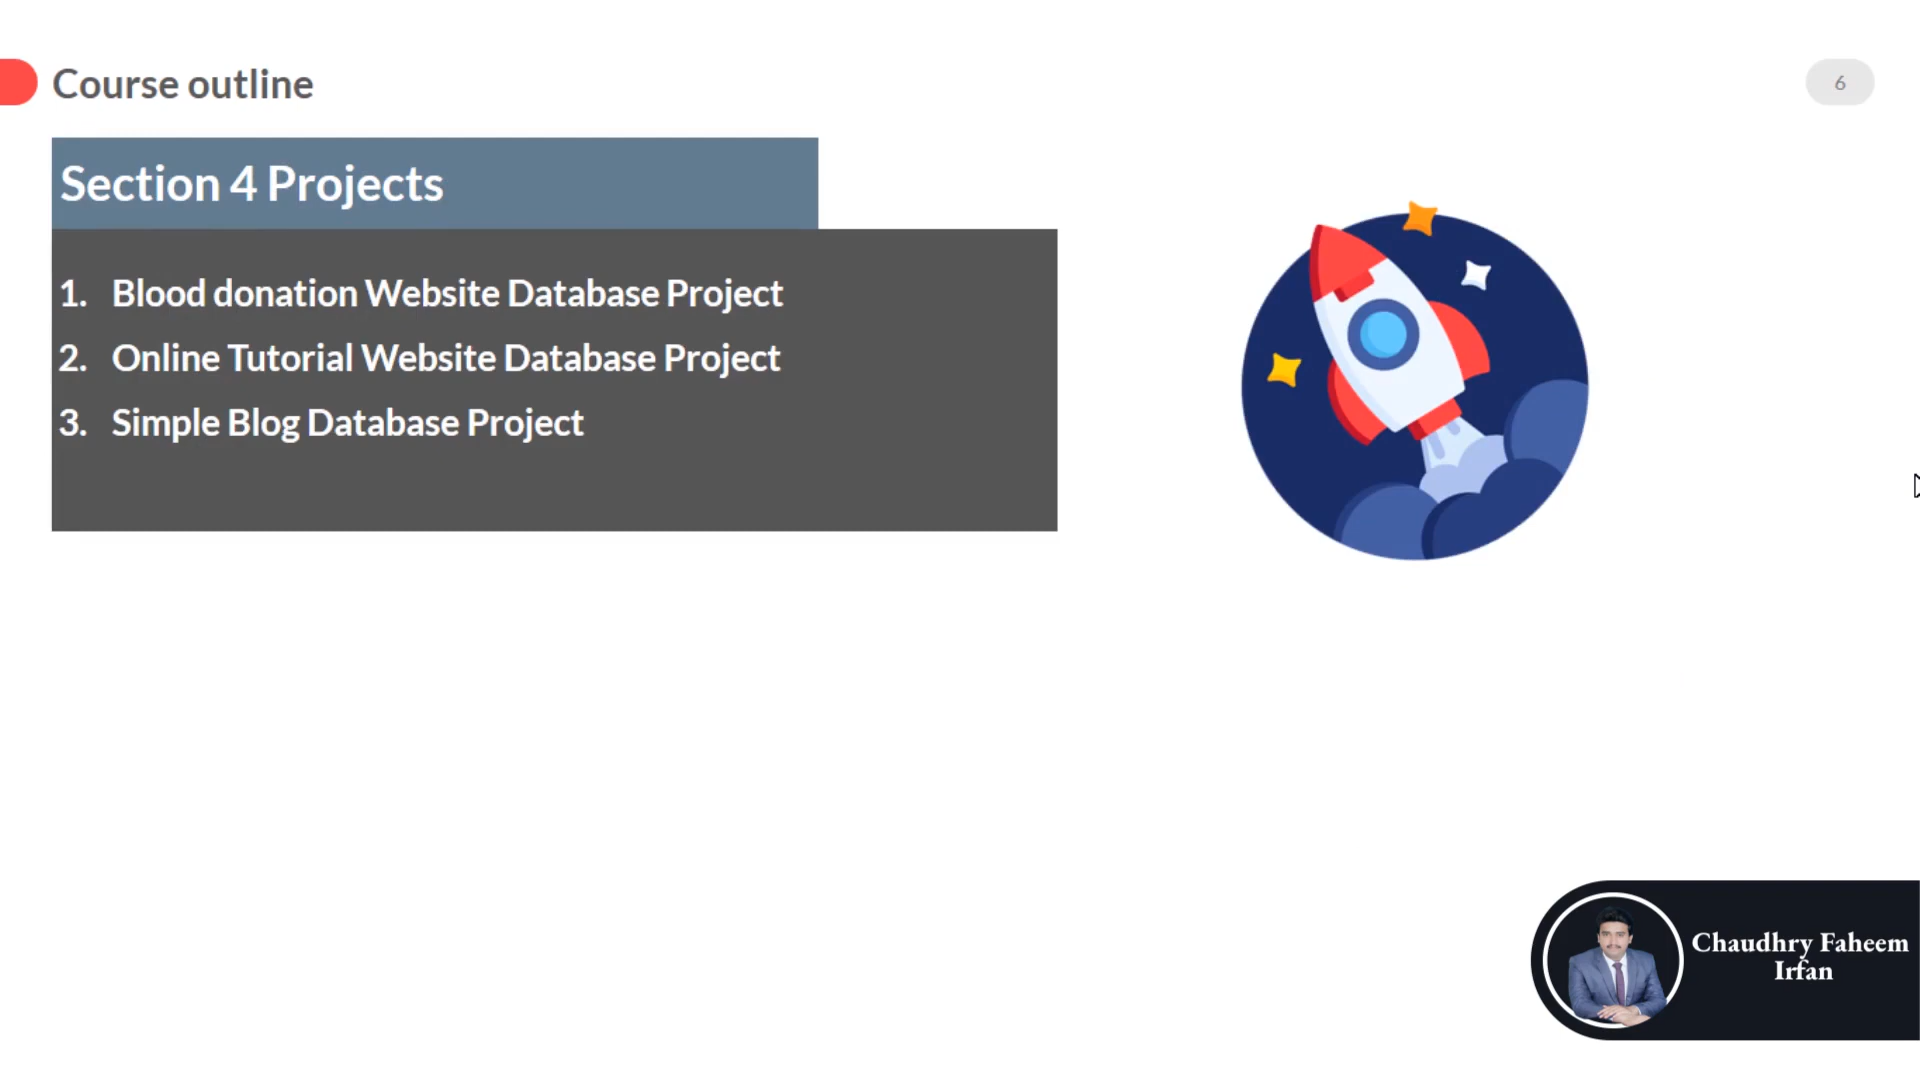 Course outline
6
Section 4 Projects
1. Blood donation Website Database Project
2. Online Tutorial Website Database Project
3. Simple Blog Database Project
Chaudhry Faheem
Irfan